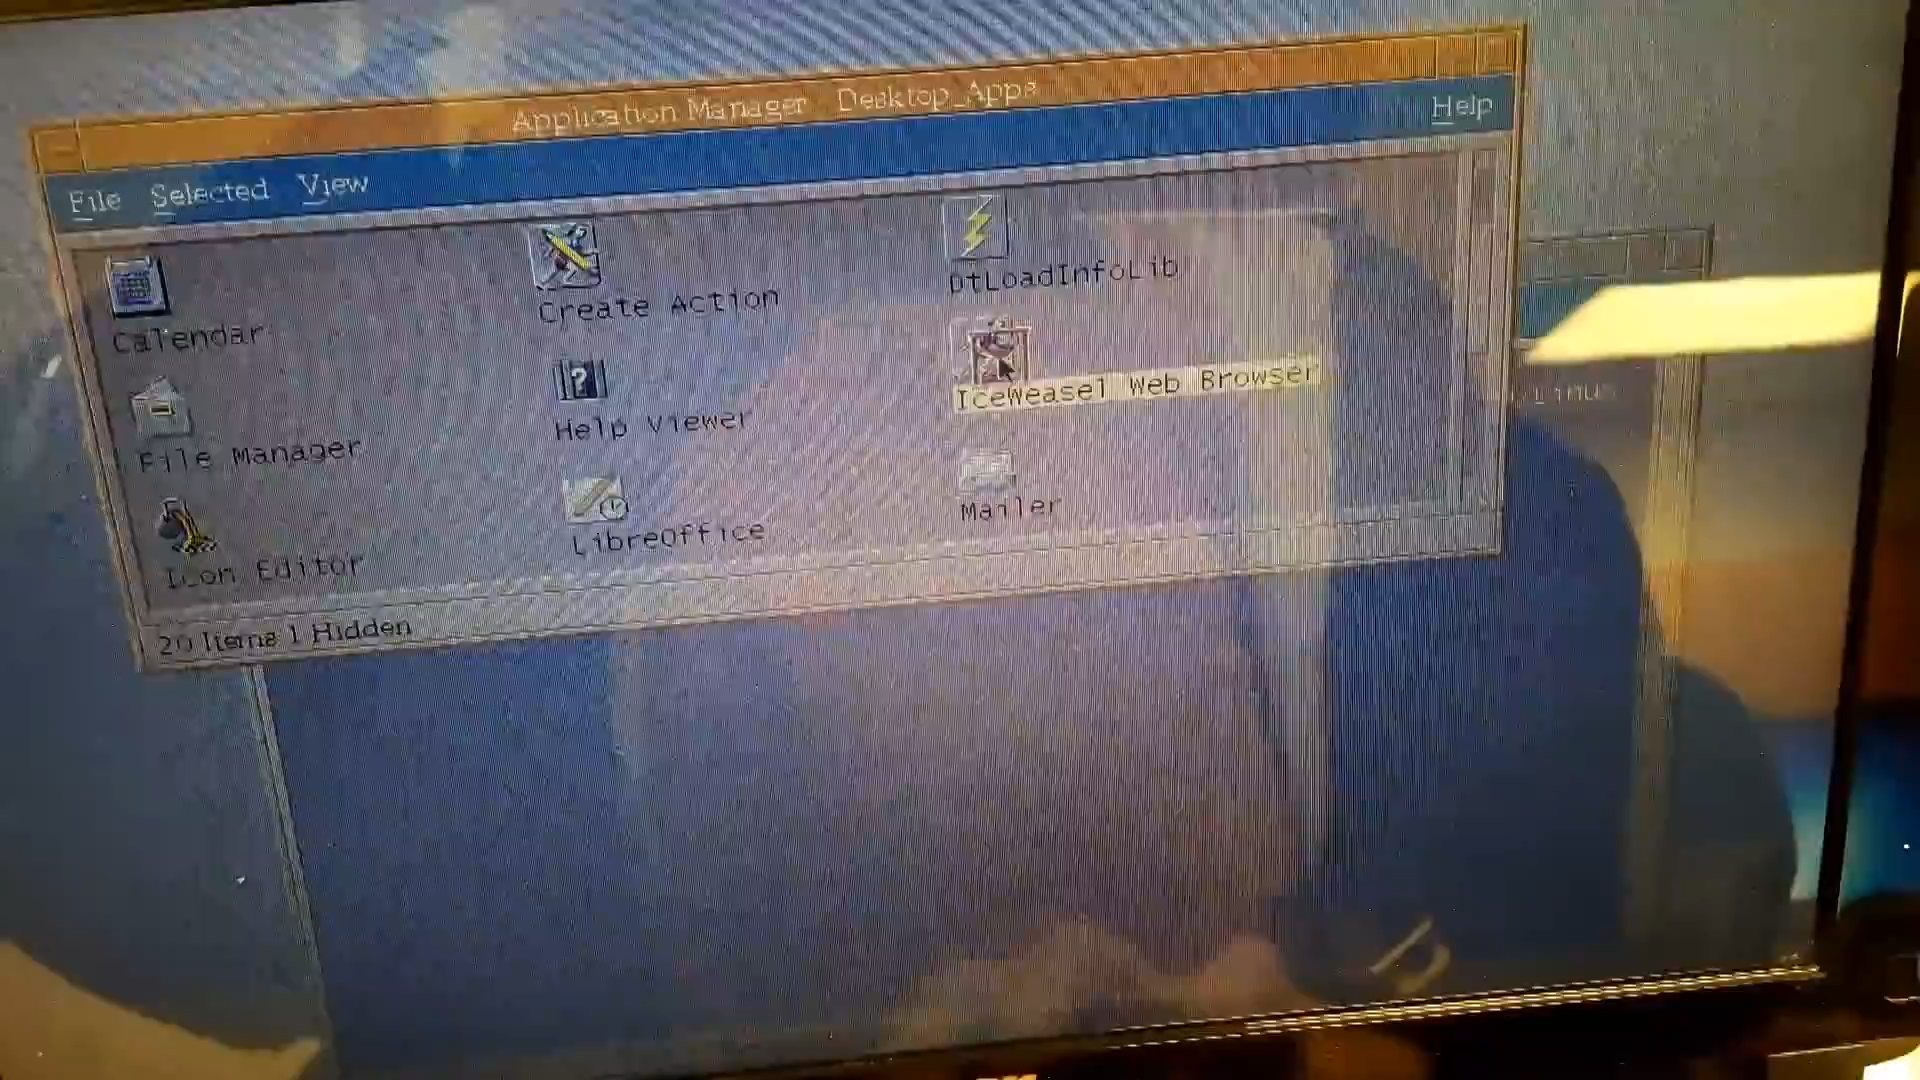 Application Manager Desktop_Apps
File Selected View Help
Calendar
Create Action
DtLoadInfoLib
File Manager
Help Viewer
IceWeasel Web Browser
Icon Editor
LibreOffice
Mailer
20 Items 1 Hidden